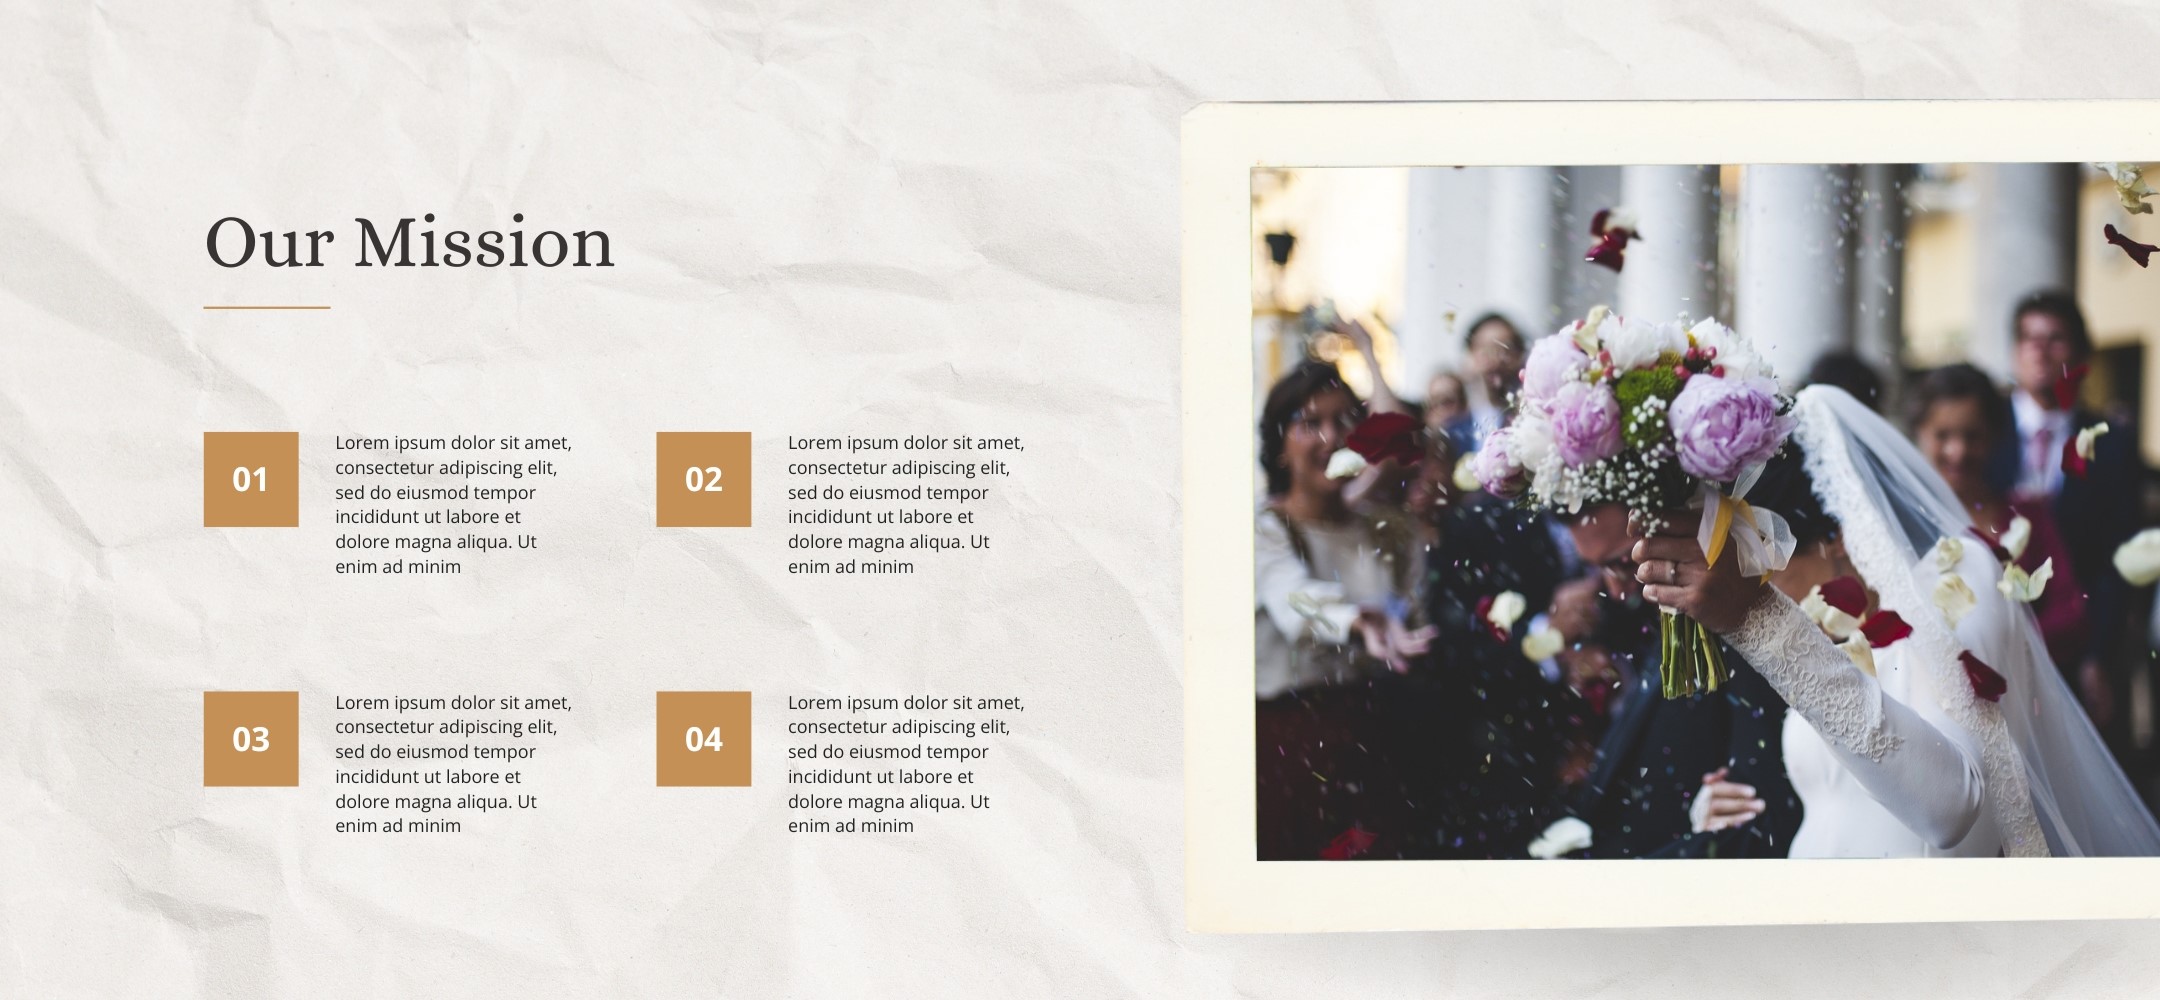 Our Mission
01
Lorem ipsum dolor sit amet,
consectetur adipiscing elit,
sed do eiusmod tempor
incididunt ut labore et
dolore magna aliqua. Ut
enim ad minim
02
Lorem ipsum dolor sit amet,
consectetur adipiscing elit,
sed do eiusmod tempor
incididunt ut labore et
dolore magna aliqua. Ut
enim ad minim
03
Lorem ipsum dolor sit amet,
consectetur adipiscing elit,
sed do eiusmod tempor
incididunt ut labore et
dolore magna aliqua. Ut
enim ad minim
04
Lorem ipsum dolor sit amet,
consectetur adipiscing elit,
sed do eiusmod tempor
incididunt ut labore et
dolore magna aliqua. Ut
enim ad minim